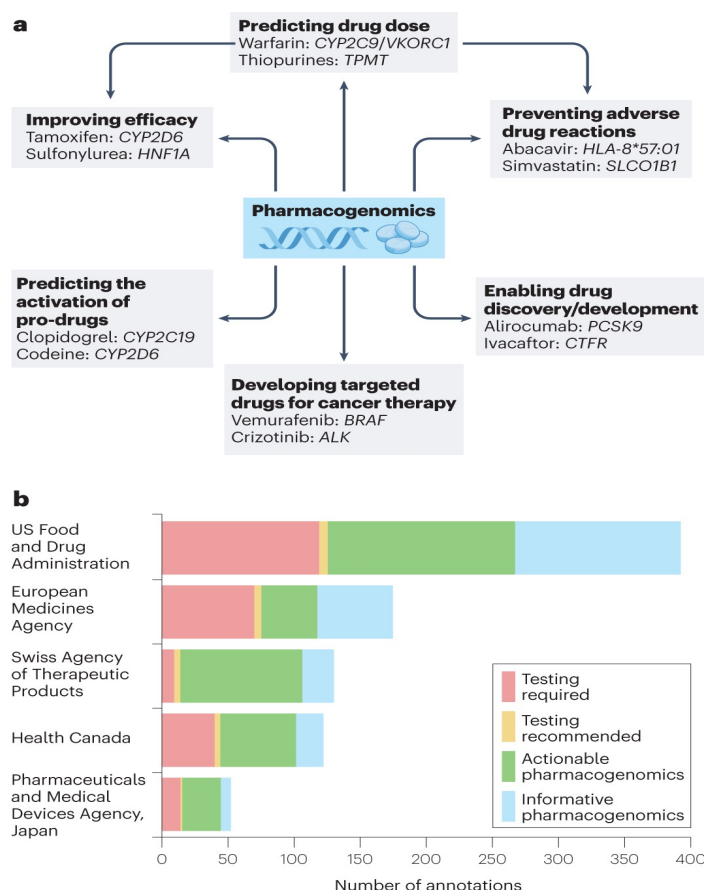 a
Predicting drug dose
Warfarin: CYP2C9/VKORC1
Thiopurines: TPMT
Improving efficacy
Tamoxifen: CYP2D6
Sulfonylurea: HNF1A
Preventing adverse
drug reactions
Abacavir: HLA-8*57:01
Simvastatin: SLCO1B1
Pharmacogenomics
Predicting the
activation of
pro-drugs
Clopidogrel: CYP2C19
Codeine: CYP2D6
Enabling drug
discovery/development
Alirocumab: PCSK9
Ivacaftor: CTFR
Developing targeted
drugs for cancer therapy
Vemurafenib: BRAF
Crizotinib: ALK
b
US Food
and Drug
Administration
European
Medicines
Agency
Swiss Agency
of Therapeutic
Products
Health Canada
Pharmaceuticals
and Medical
Devices Agency,
Japan
Testing
required
Testing
recommended
Actionable
pharmacogenomics
Informative
pharmacogenomics
0 50 100 150 200 250 300 350 400
Number of annotations